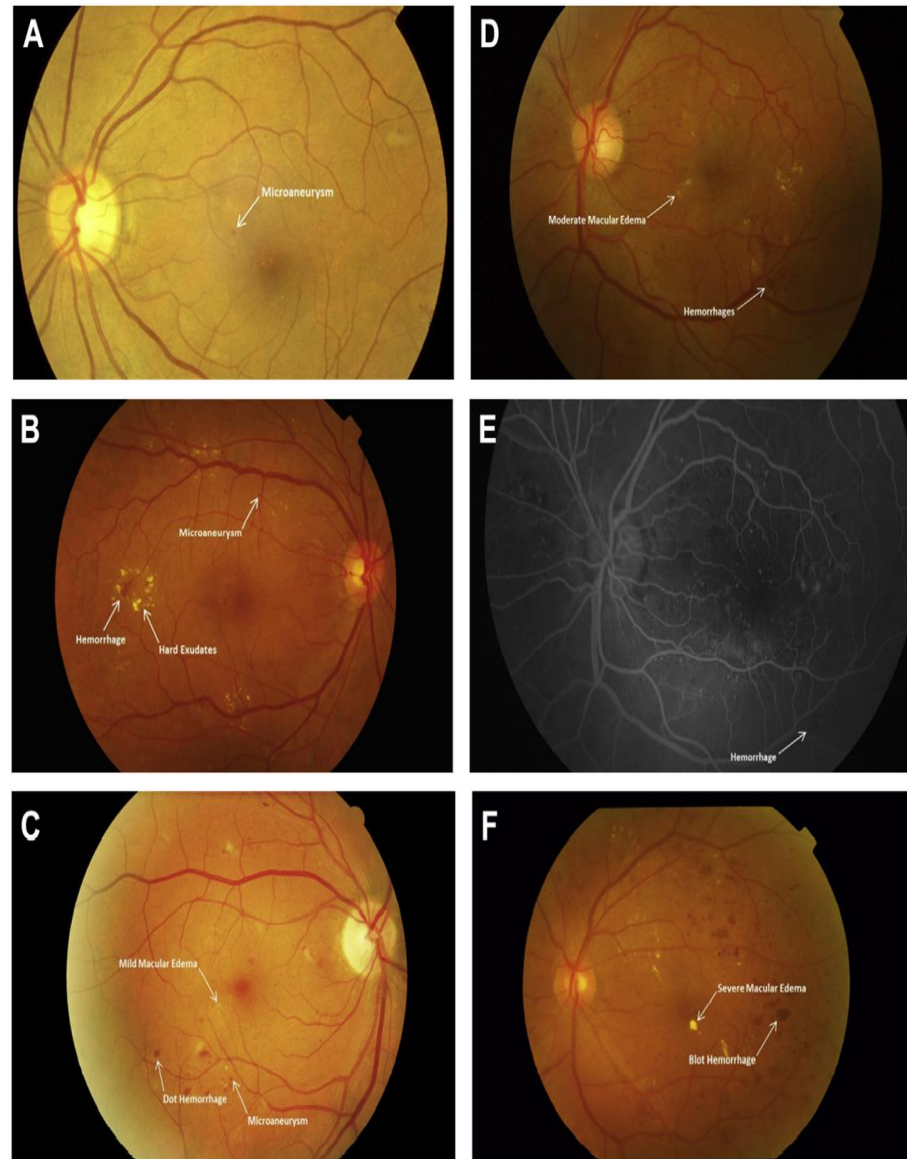 A
Microaneurysm
D
Moderate Macular Edema
Hemorrhages
B
Microaneurysm
Hemorrhage
Hard Exudates
E
Hemorrhage
C
Mild Macular Edema
Dot Hemorrhage
Microaneurysm
F
Severe Macular Edema
Blot Hemorrhage